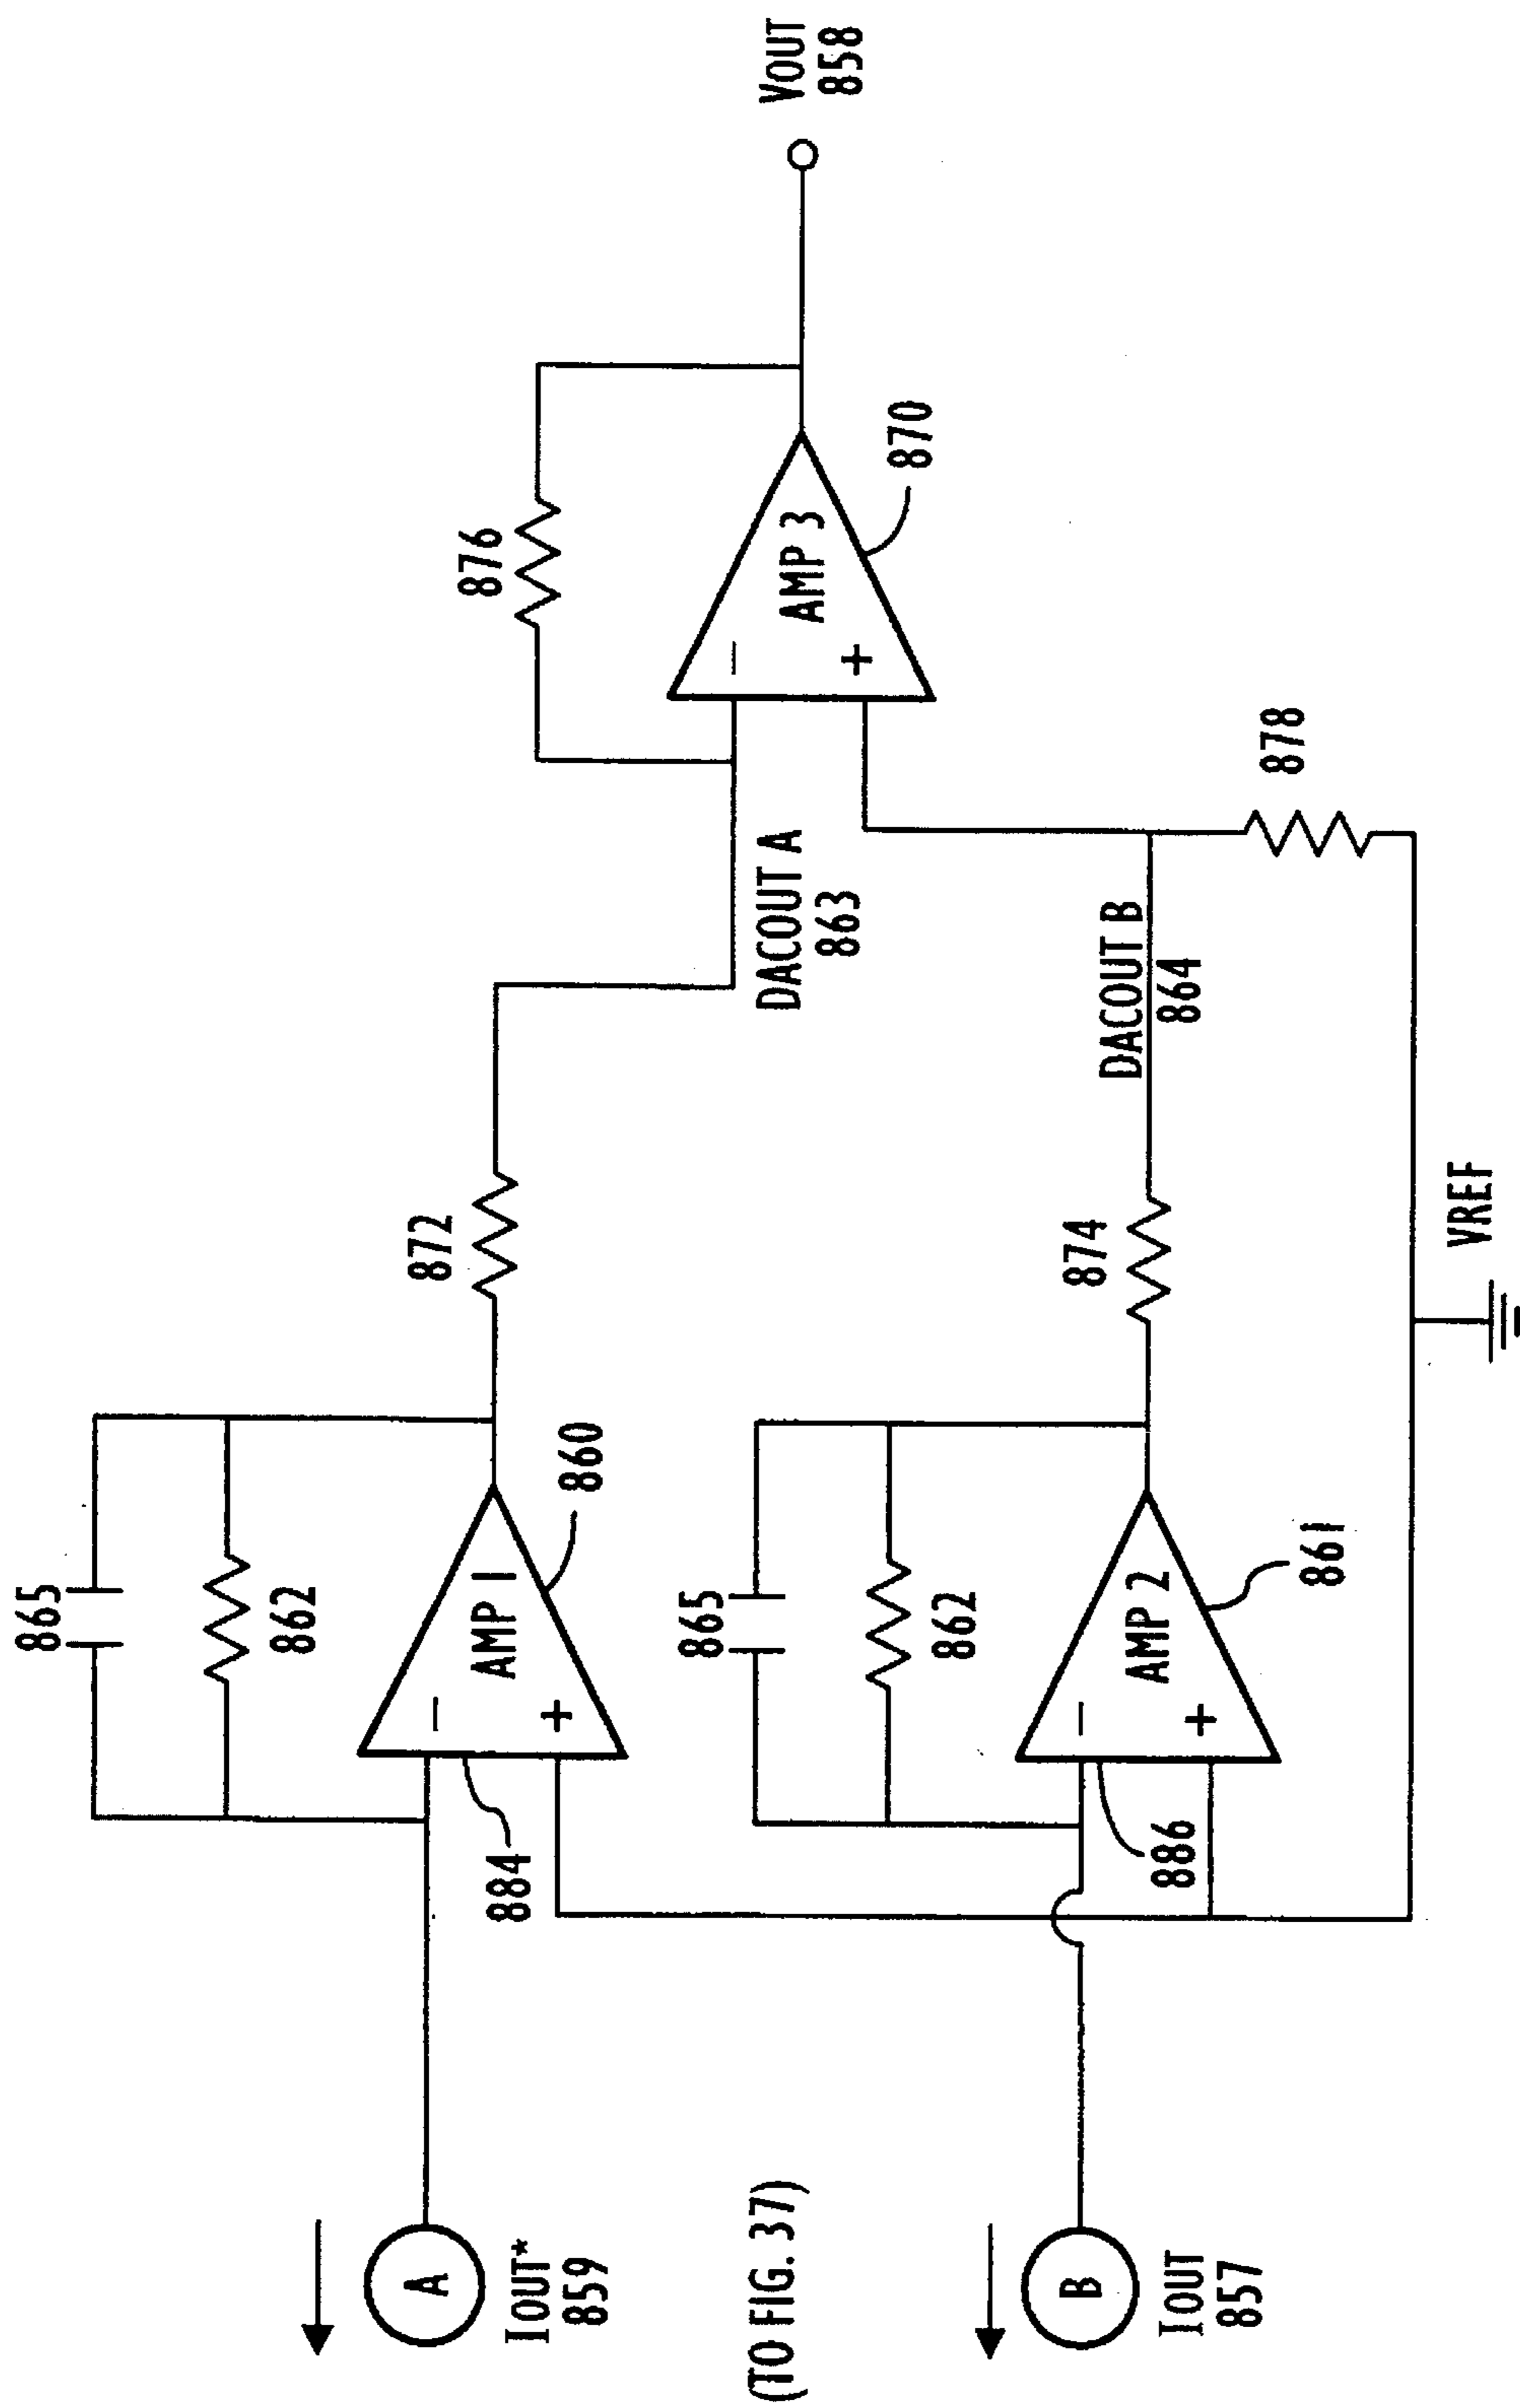 865
862
AMP 1
−
+
884
860
872
A
IOUT*
859
(TO FIG. 37)
865
862
AMP 2
−
+
886
861
874
B
IOUT
857
DACOUT A
863
DACOUT B
864
876
AMP 3
−
+
870
878
VREF
VOUT
858